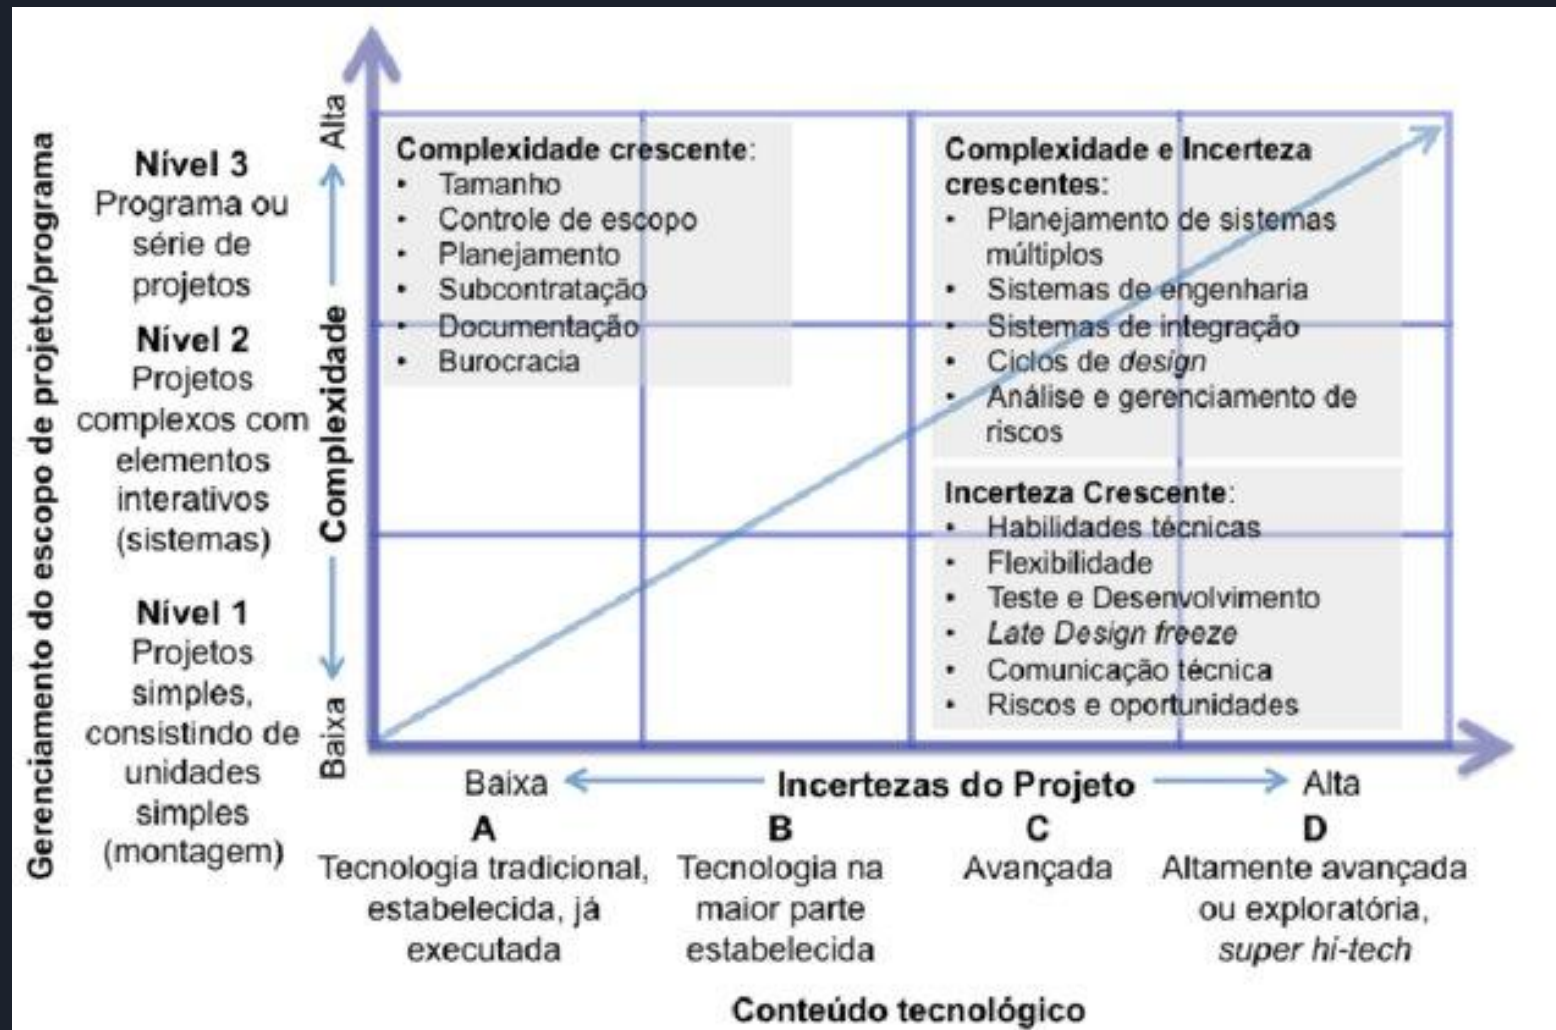 Gerenciamento do escopo de projeto/programa
Nível 3
Programa ou
série de
projetos
Nível 2
Projetos
complexos com
elementos
interativos
(sistemas)
Nível 1
Projetos
simples,
consistindo de
unidades
simples
(montagem)
Alta
Complexidade
Baixa
Complexidade crescente:
• Tamanho
• Controle de escopo
• Planejamento
• Subcontratação
• Documentação
• Burocracia
Complexidade e Incerteza
crescentes:
• Planejamento de sistemas
múltiplos
• Sistemas de engenharia
• Sistemas de integração
• Ciclos de design
• Análise e gerenciamento de
riscos
Incerteza Crescente:
• Habilidades técnicas
• Flexibilidade
• Teste e Desenvolvimento
• Late Design freeze
• Comunicação técnica
• Riscos e oportunidades
Baixa Incertezas do Projeto Alta
A
Tecnologia tradicional,
estabelecida, já
executada
B
Tecnologia na
maior parte
estabelecida
C
Avançada
D
Altamente avançada
ou exploratória,
super hi-tech
Conteúdo tecnológico